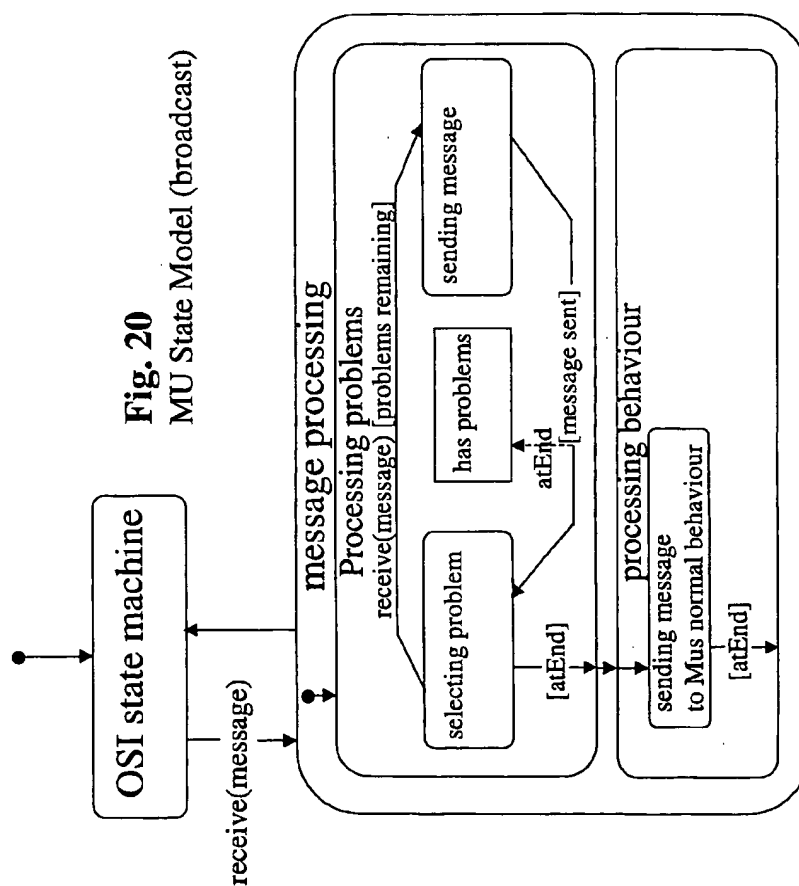 Fig. 20
MU State Model (broadcast)
OSI state machine
receive(message)
message processing
Processing problems
receive(message) [problems remaining]
selecting problem
has problems
sending message
atEnd
[message sent]
[atEnd]
processing behaviour
sending message
to Mus normal behaviour
[atEnd]